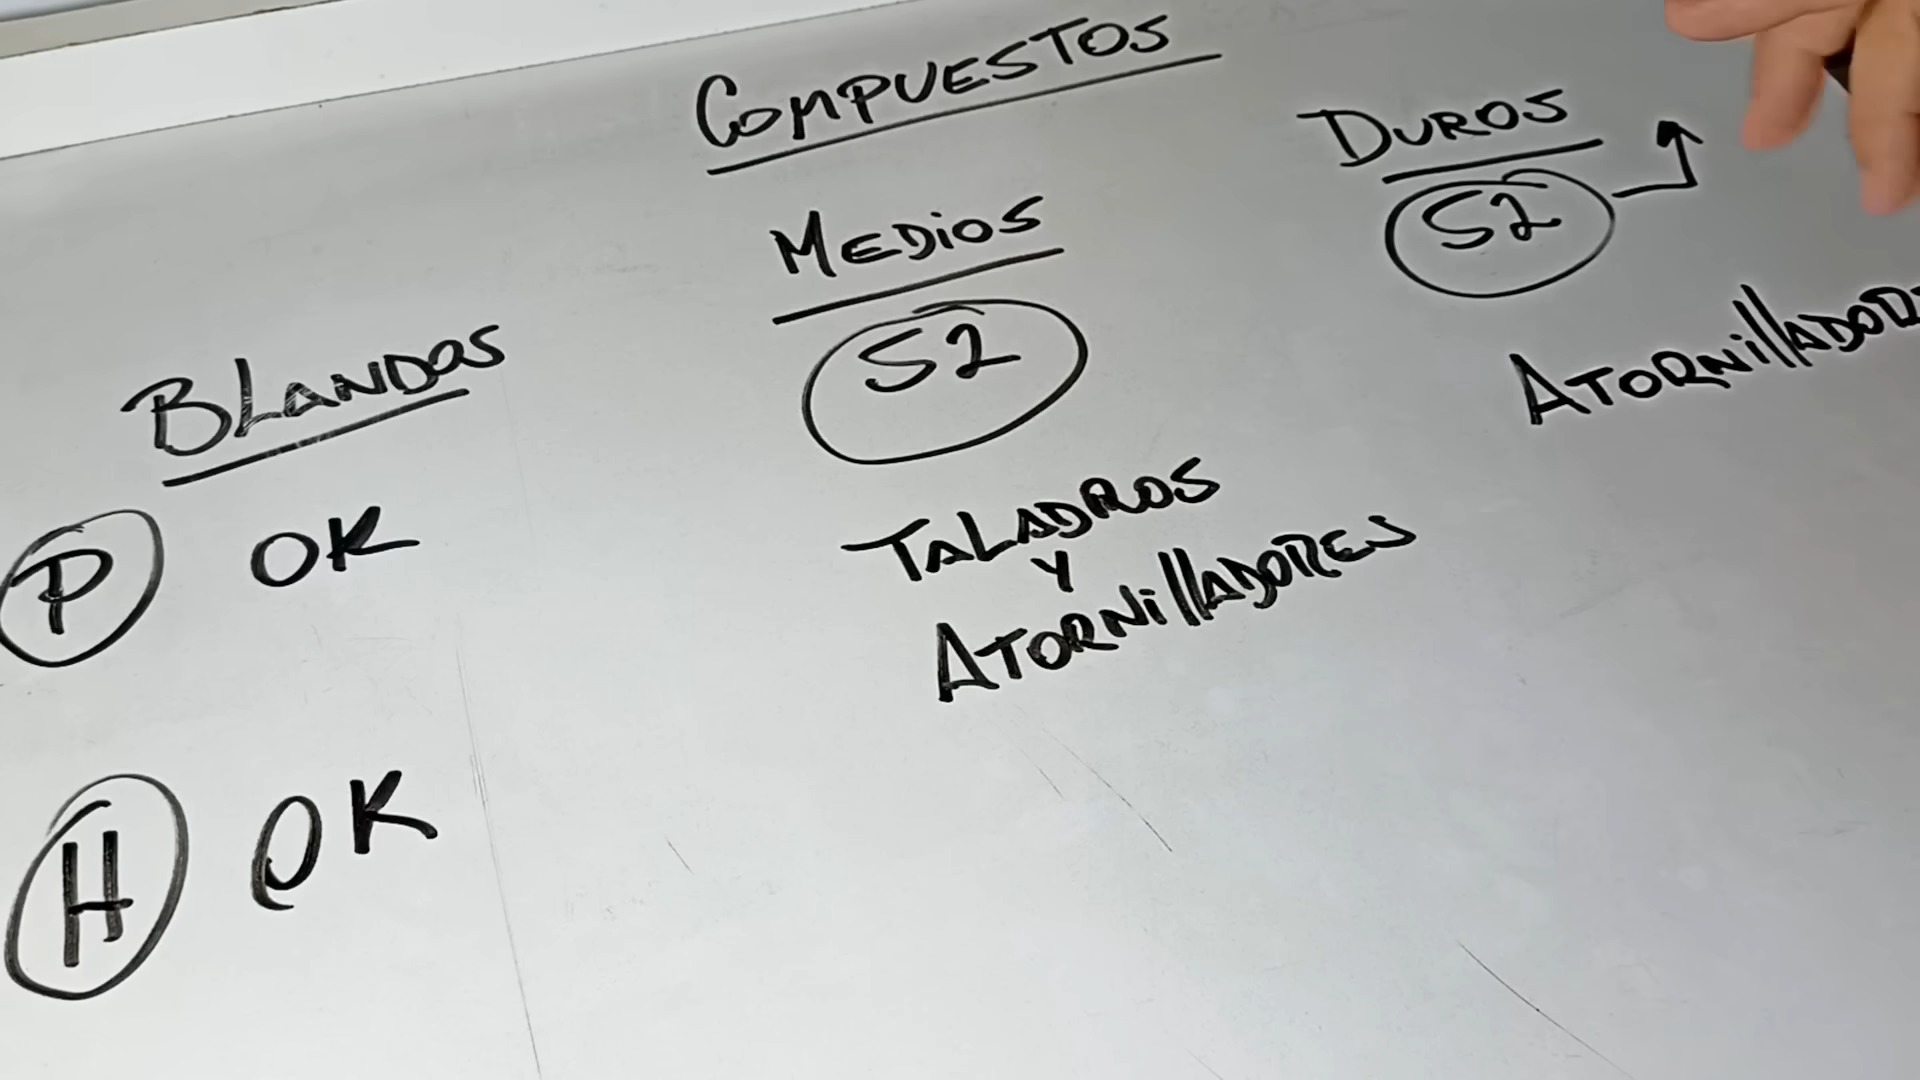 COMPUESTOS
BLANDOS
P OK
H OK
MEDIOS
S2
TALADROS
Y
ATORNillADORES
DUROS
S2